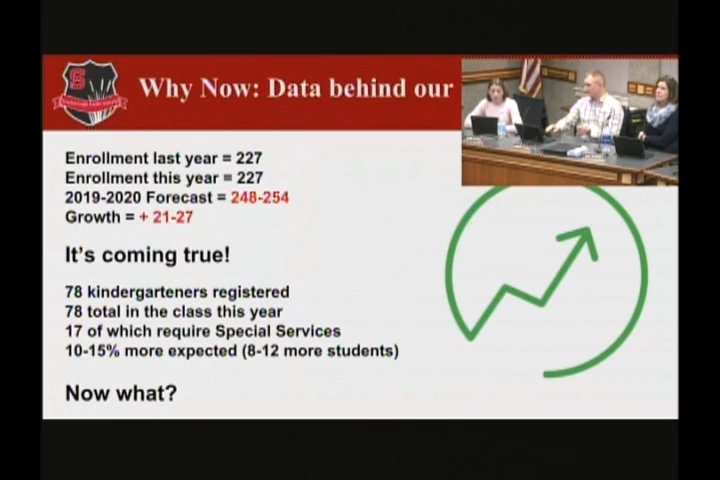 Why Now: Data behind our
Enrollment last year = 227
Enrollment this year = 227
2019-2020 Forecast = 248-254
Growth = + 21-27
It's coming true!
78 kindergarteners registered
78 total in the class this year
17 of which require Special Services
10-15% more expected (8-12 more students)
Now what?